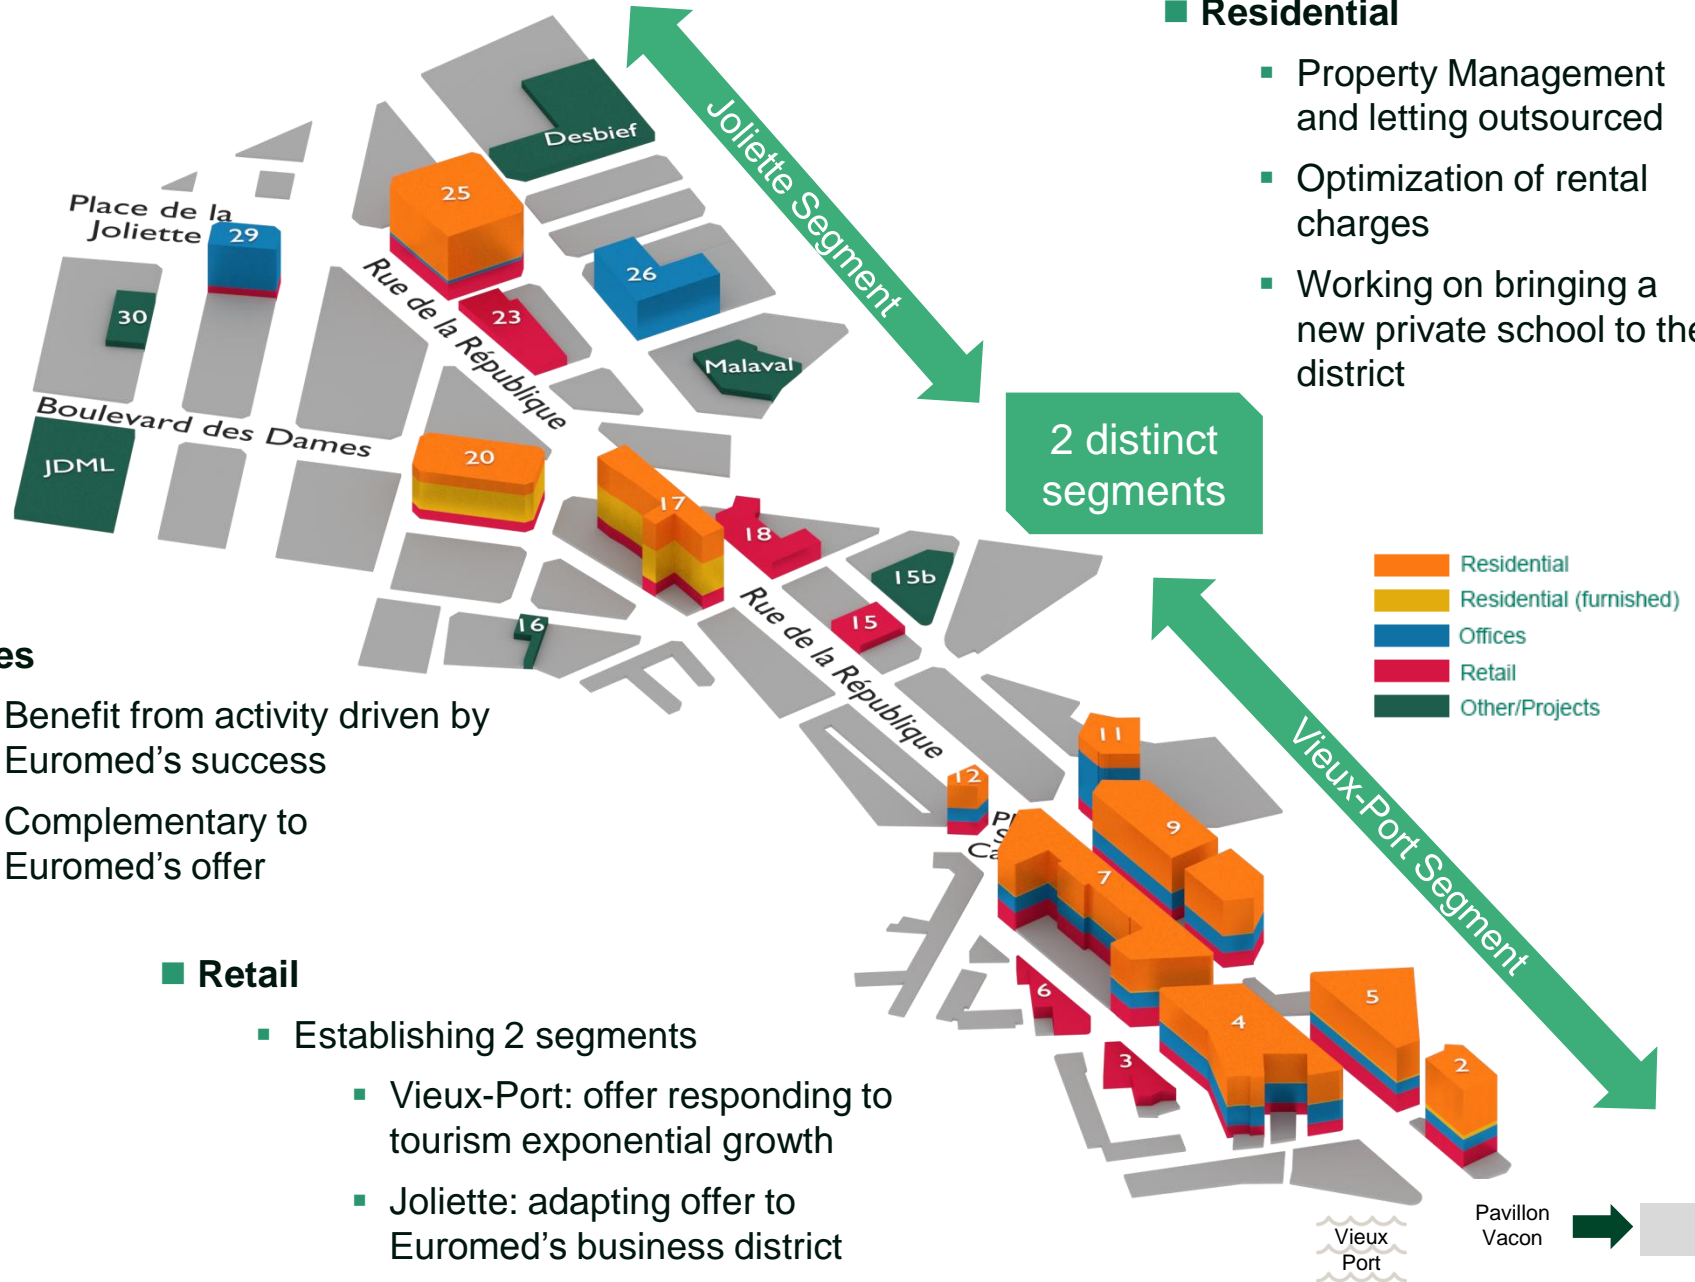 Residential
Property Management
and letting outsourced
Optimization of rental
charges
Working on bringing a
new private school to the
district
Joliette Segment
Desbief
25
Place de la
Joliette
29
26
30
23
Rue de la République
Malaval
Boulevard des Dames
JDML
20
17
18
15b
15
16
Rue de la République
2 distinct
segments
Residential
Residential (furnished)
Offices
Retail
Other/Projects
es
Benefit from activity driven by
Euromed’s success
Complementary to
Euromed’s offer
Vieux-Port Segment
11
12
9
7
6
5
4
3
2
Retail
Establishing 2 segments
Vieux-Port: offer responding to
tourism exponential growth
Joliette: adapting offer to
Euromed’s business district
Vieux
Port
Pavillon
Vacon